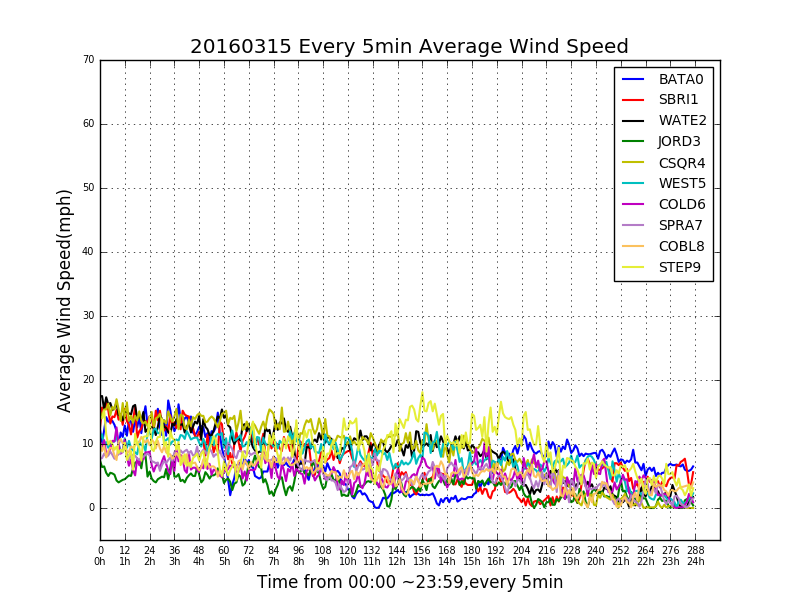 20160315 Every 5min Average Wind Speed
70
60
50
40
30
20
10
0
Average Wind Speed(mph)
BATA0
SBRI1
WATE2
JORD3
CSQR4
WEST5
COLD6
SPRA7
COBL8
STEP9
0 12 24 36 48 60 72 84 96 108 120 132 144 156 168 180 192 204 216 228 240 252 264 276 288
0h 1h 2h 3h 4h 5h 6h 7h 8h 9h 10h 11h 12h 13h 14h 15h 16h 17h 18h 19h 20h 21h 22h 23h 24h
Time from 00:00 ~23:59,every 5min